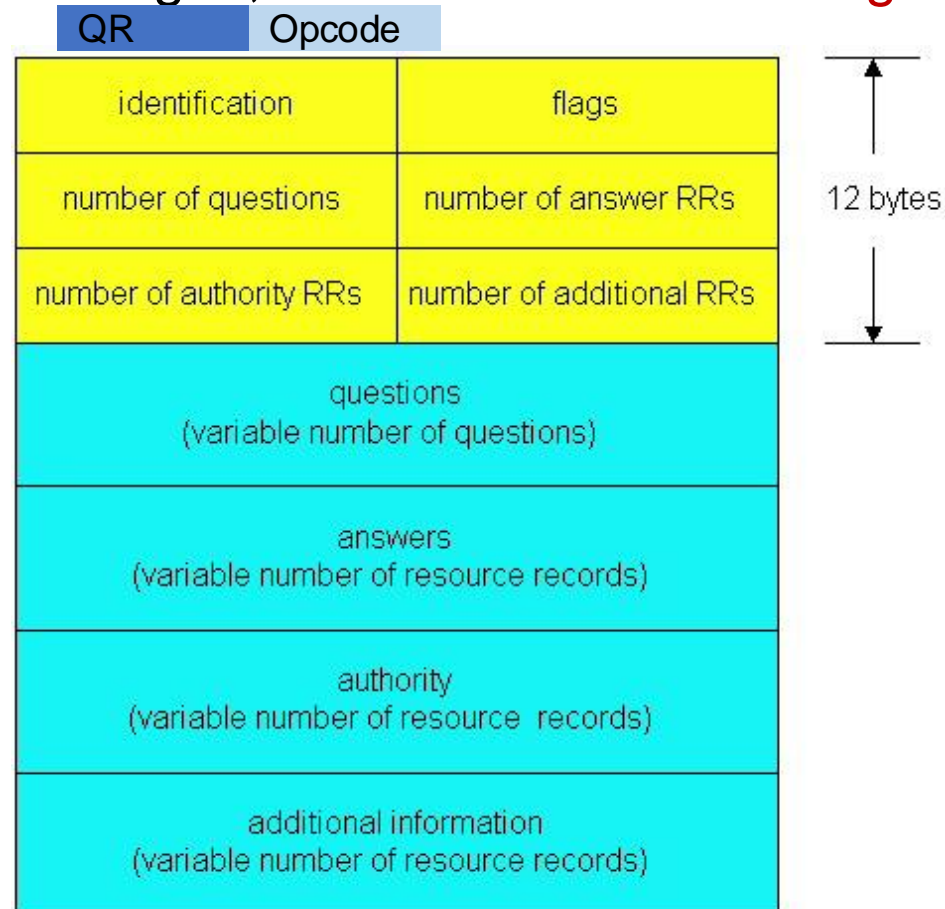 QR Opcode
identification flags
number of questions number of answer RRs
12 bytes
number of authority RRs number of additional RRs
questions
(variable number of questions)
answers
(variable number of resource records)
authority
(variable number of resource records)
additional information
(variable number of resource records)